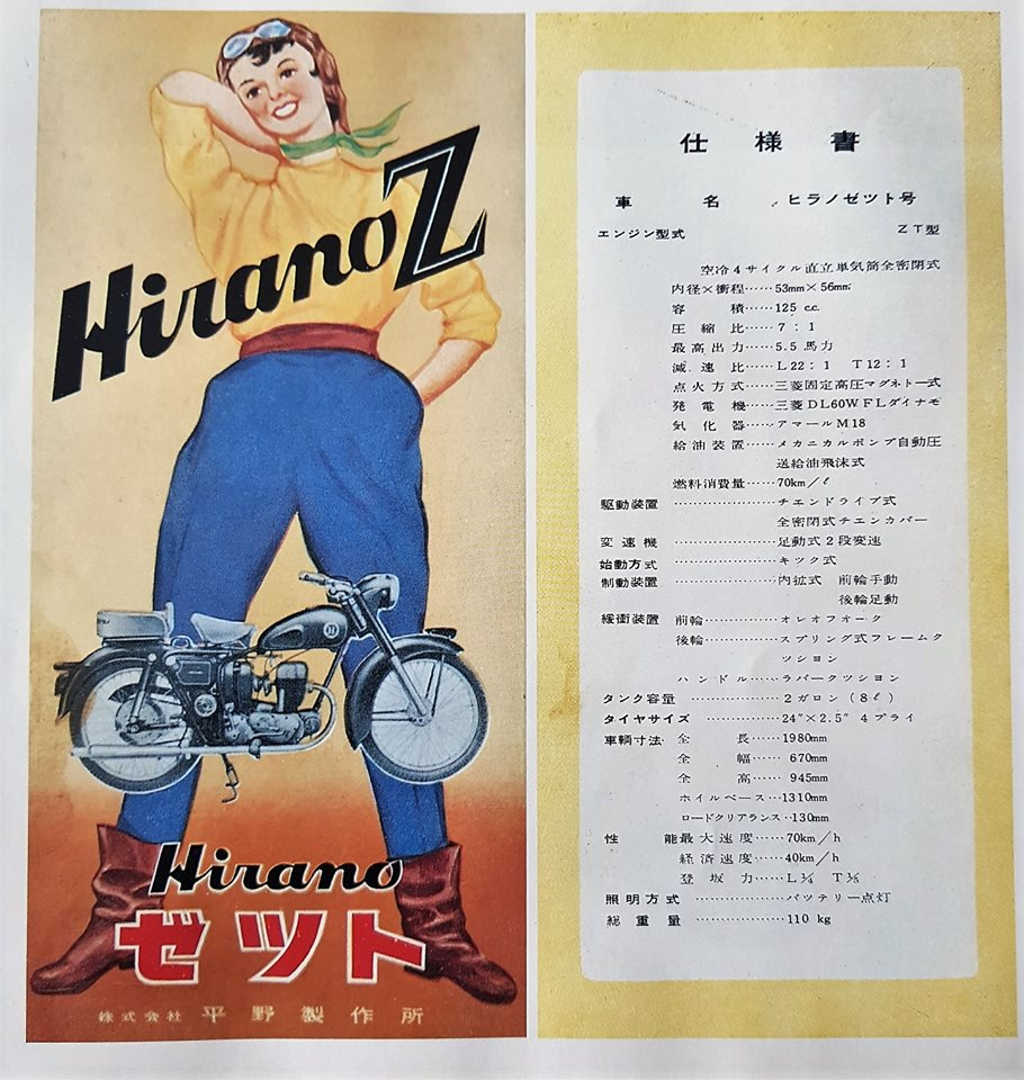 Hirano Z
Hirano
ゼット
株式会社 平野製作所
仕様書
車名 ヒラノゼット号
エンジン型式 ZT型
空冷4サイクル直立単気筒全密閉式
内径×衝程……53mm×56mm
容積……125 c.c.
圧縮比……7:1
最高出力……5.5馬力
減速比……L22:1 T12:1
点火方式……三菱固定高圧マグネトー式
発電機……三菱DL60WFLダイナモ
気化器……アマールM18
給油装置……メカニカルポンプ自動圧
送給油飛沫式
燃料消費量……70km/ℓ
駆動装置………………チエンドライブ式
全密閉式チエンカバー
変速機………………足動式2段変速
始動方式………………キツク式
制動装置………………内拡式 前輪手動
後輪足動
緩衝装置 前輪…………オレオフオーク
後輪…………スプリング式フレームク
ツシヨン
ハンドル……ラバークツシヨン
タンク容量……………2ガロン(8ℓ)
タイヤサイズ…………24″×2.5″ 4プライ
車輌寸法 全長……1980mm
全幅……670mm
全高……945mm
ホイルベース…1310mm
ロードクリアランス‥130mm
性能 最大速度……70km/h
経済速度……40km/h
登坂力……L¼ T⅛
照明方式………………バツテリー点灯
総重量………………110 kg